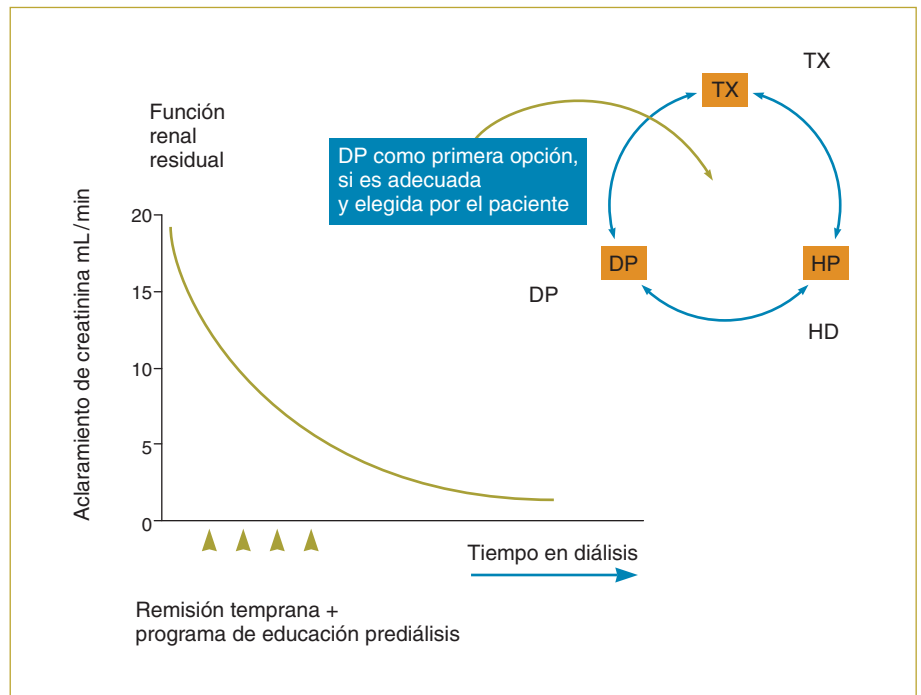 TX
TX
Función
renal
residual
DP como primera opción,
si es adecuada
y elegida por el paciente
DP
HP
DP
HD
Aclaramiento de creatinina mL/min
20
15
10
5
0
Tiempo en diálisis
Remisión temprana +
programa de educación prediálisis